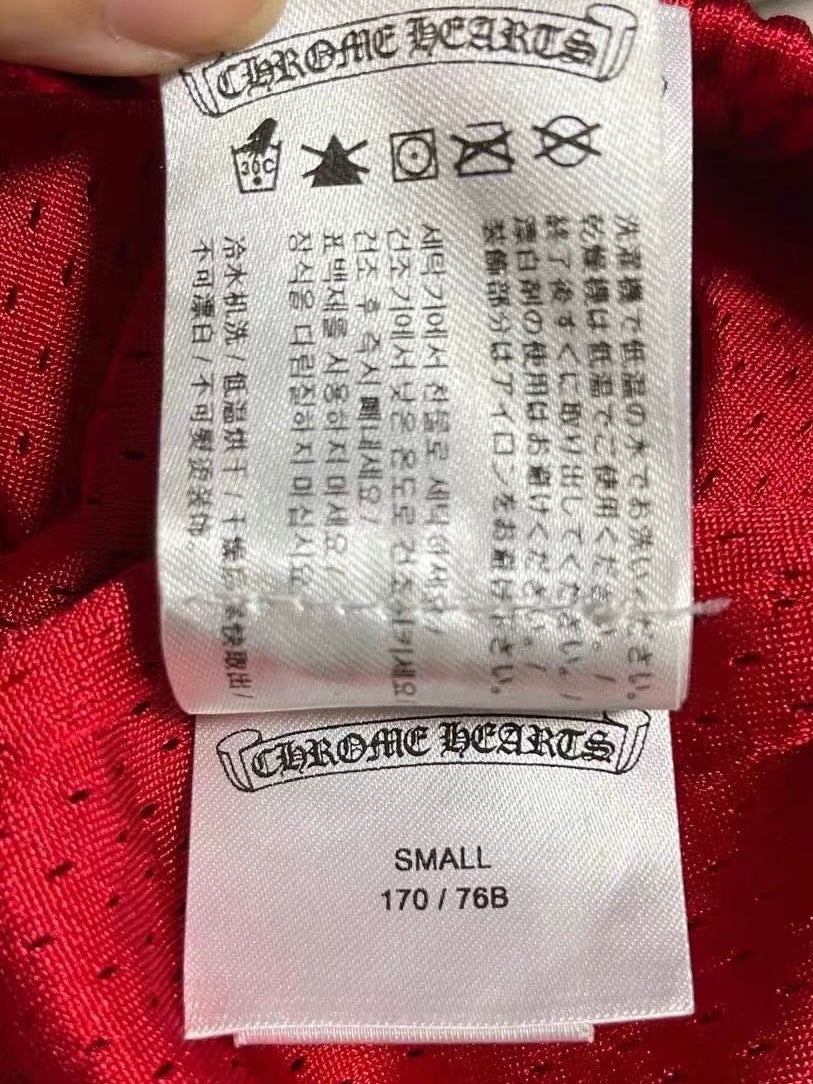 CHROME HEARTS
30C
洗濯機で低温の水でお洗いください。
乾燥機は低温でご使用ください。/
終了後すぐに取り出してください。/
漂白剤の使用はお避けください。/
装飾部分はアイロンをお避け下さい。
세탁기에서 찬물로 세탁하세요/
건조기에서 낮은 온도로 건조시키세요/
건조 후 즉시 꺼내세요/
표백제를 사용하지 마세요/
장식을 다림질하지 마십시요
冷水机洗/低温烘干/干燥后尽快取出/
不可漂白/不可熨烫装饰。
CHROME HEARTS
SMALL
170 / 76B